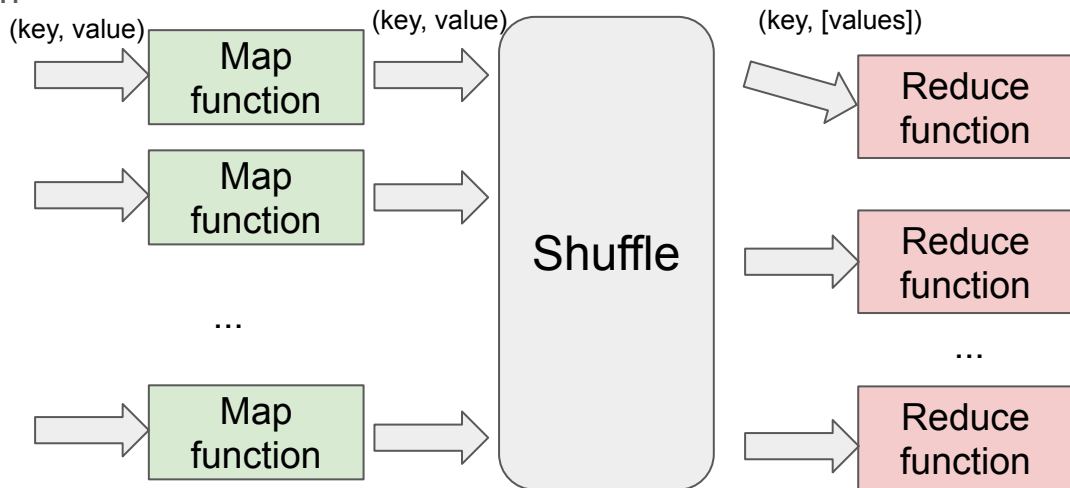 (key, value)
(key, value)
(key, [values])
Map
function
Reduce
function
Map
function
Shuffle
Reduce
function
...
...
Map
function
Reduce
function